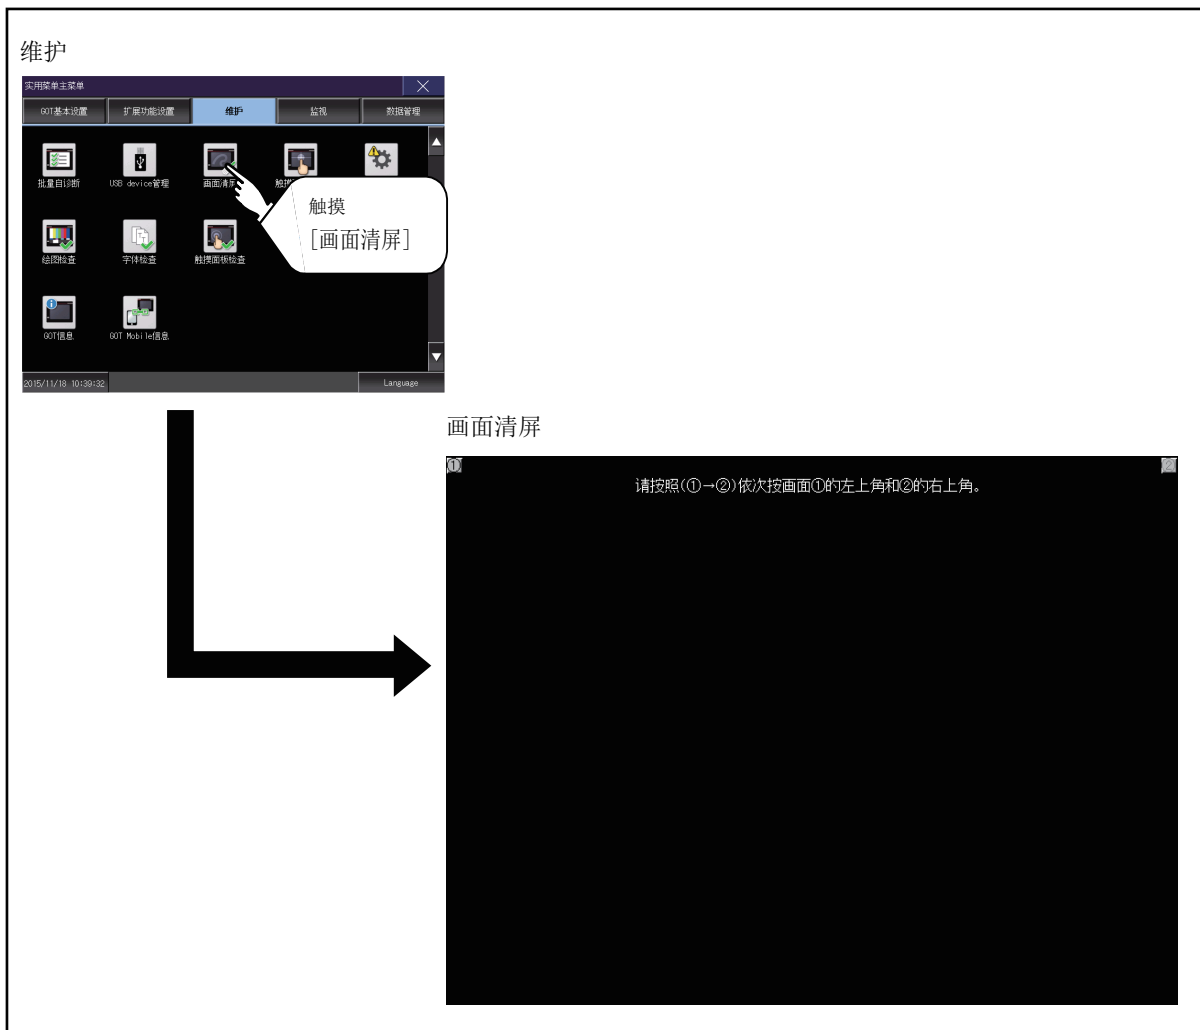 维护
实用菜单主菜单
GOT基本设置 扩展功能设置 维护 监视 数据管理
批量自诊断 USB device管理 画面清屏
触摸
[画面清屏]
绘图检查 字体检查 触摸面板检查
GOT信息 GOT Mobile信息
2015/11/18 10:39:32 Language
画面清屏
① ②
请按照(①→②)依次按画面①的左上角和②的右上角。